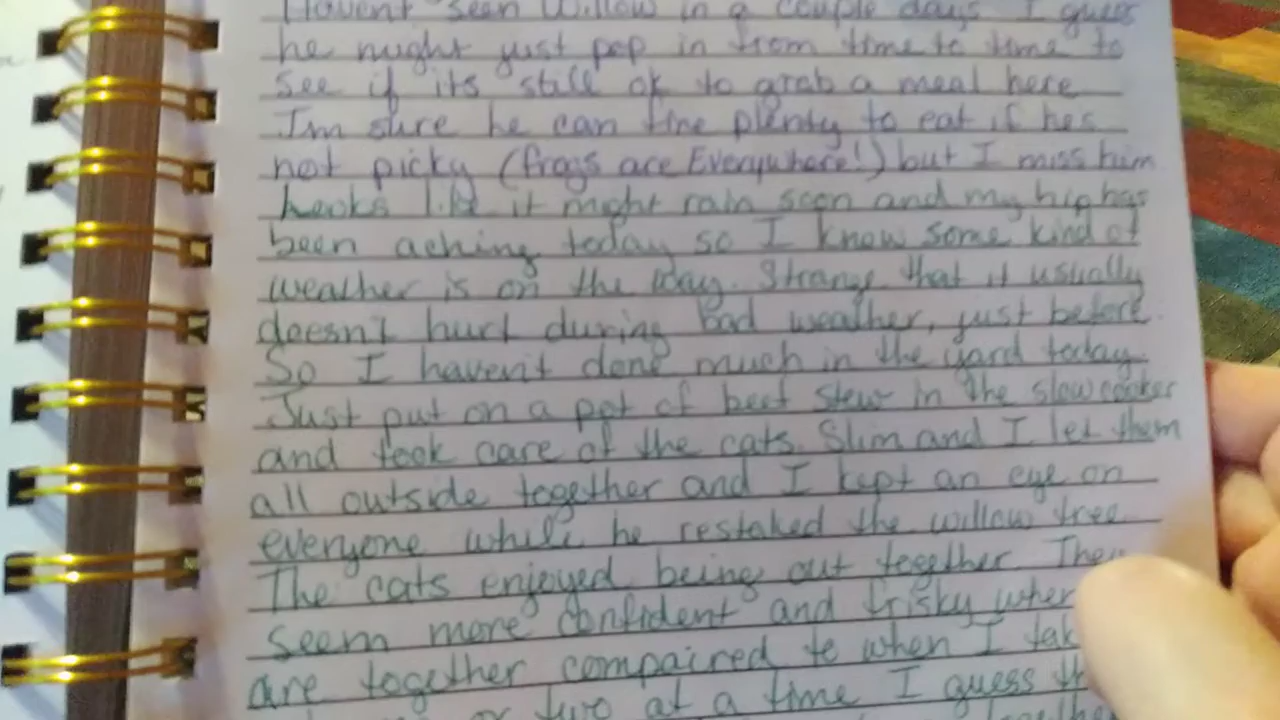 Havent seen Willow in a couple days I guess
he might just pop in from time to time to
see if its still ok to grab a meal here
I'm sure he can fine plenty to eat if hes
not picky (frogs are Everywhere!) but I miss him
Looks like it might rain soon and my hip has
been aching today so I know some kind of
weather is on the way. Strange that it usually
doesn't hurt during bad weather, just before.
So I haven't done much in the yard today
Just put on a pot of beef stew in the slow cooker
and took care of the cats. Slim and I let them
all outside together and I kept an eye on
everyone while he restaked the willow tree
The cats enjoyed being out together. They
seem more confident and frisky when
are together compaired to when I tak
or two at a time I guess th
together